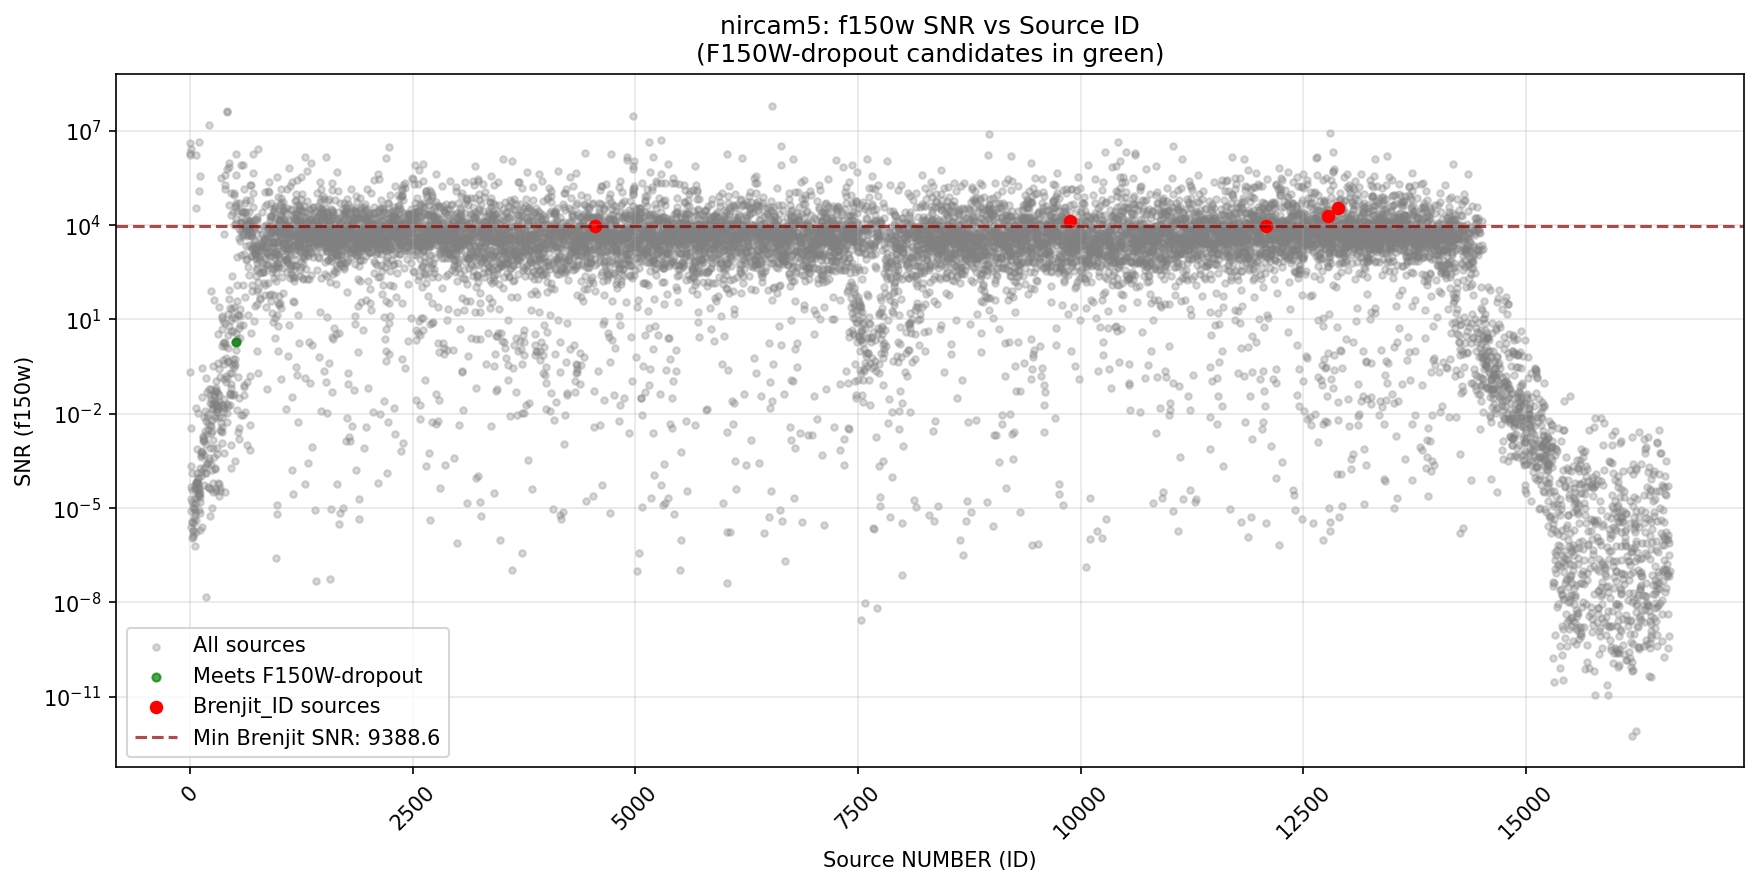 nircam5: f150w SNR vs Source ID
(F150W-dropout candidates in green)
SNR (f150w)
10⁷
10⁴
10¹
10⁻²
10⁻⁵
10⁻⁸
10⁻¹¹
All sources
Meets F150W-dropout
Brenjit_ID sources
Min Brenjit SNR: 9388.6
0
2500
5000
7500
10000
12500
15000
Source NUMBER (ID)